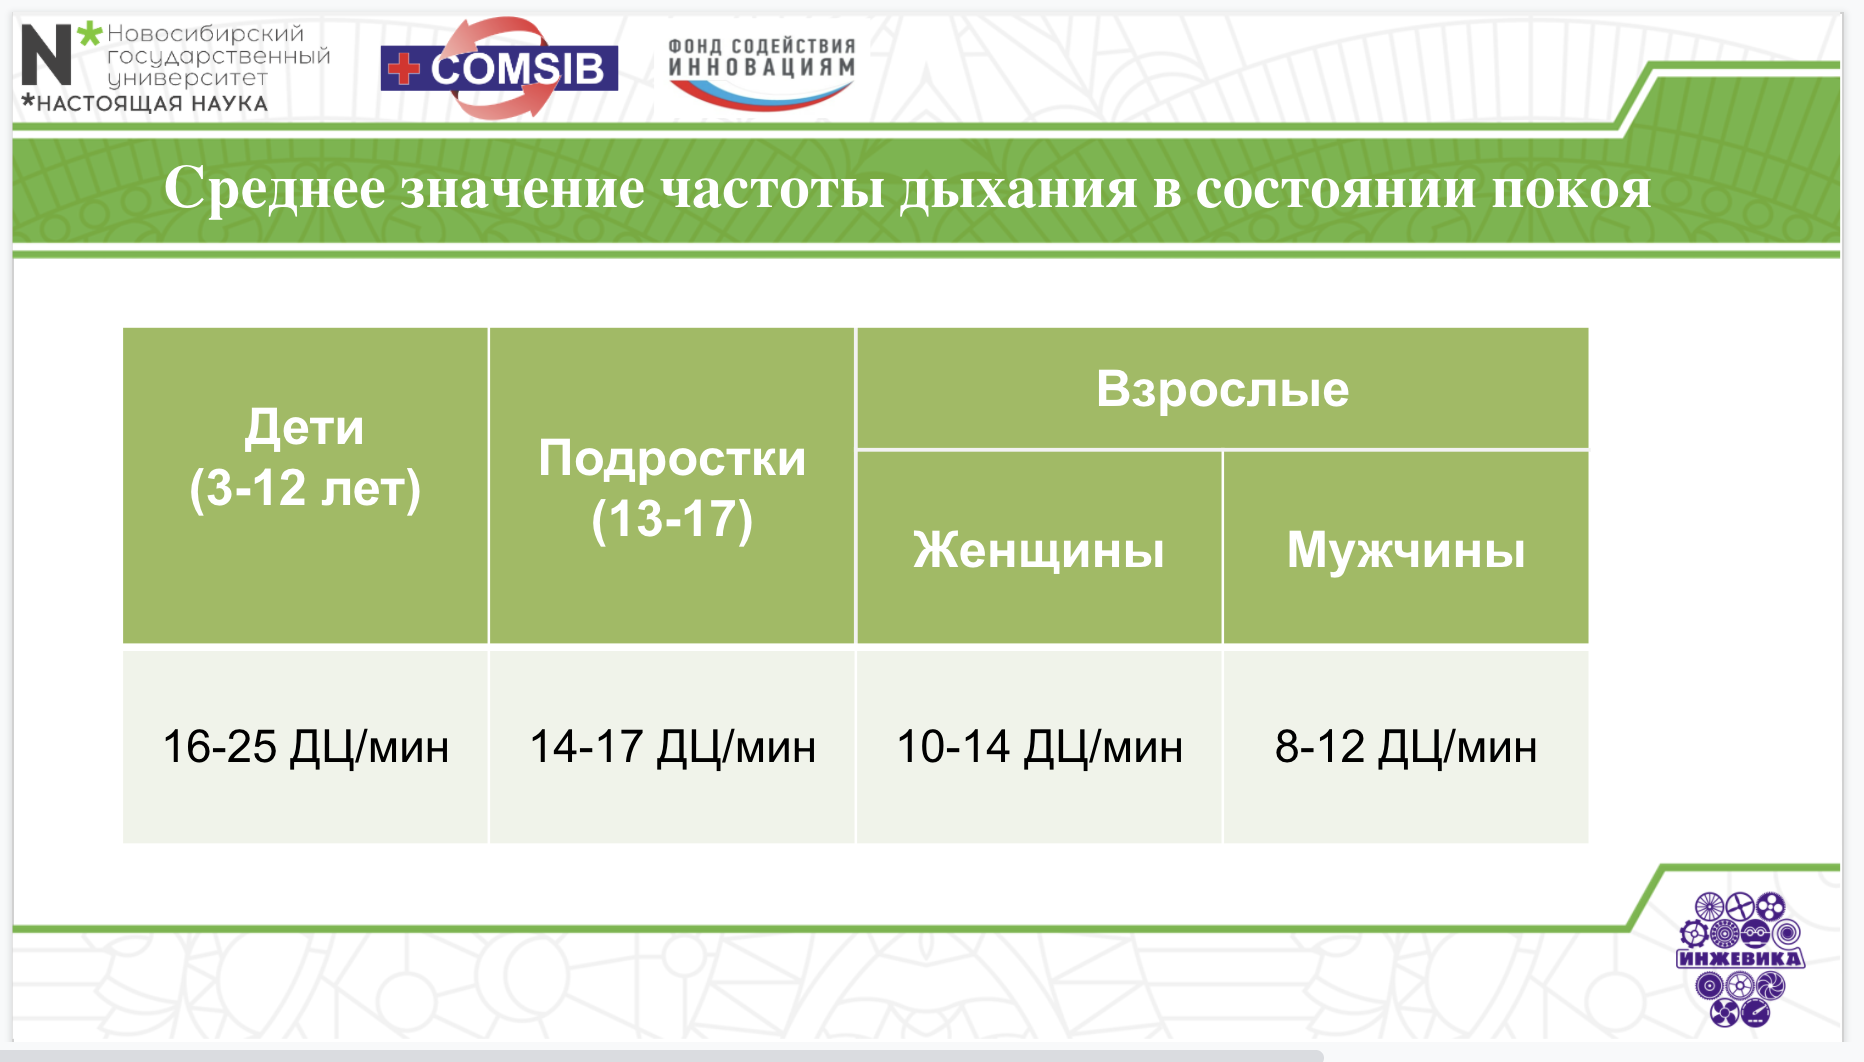 Новосибирский
государственный
университет
*НАСТОЯЩАЯ НАУКА
COMSIB
ФОНД СОДЕЙСТВИЯ
ИННОВАЦИЯМ
Среднее значение частоты дыхания в состоянии покоя
Дети
(3-12 лет)
Подростки
(13-17)
Взрослые
Женщины
Мужчины
16-25 ДЦ/мин
14-17 ДЦ/мин
10-14 ДЦ/мин
8-12 ДЦ/мин
ИНЖЕВИКА